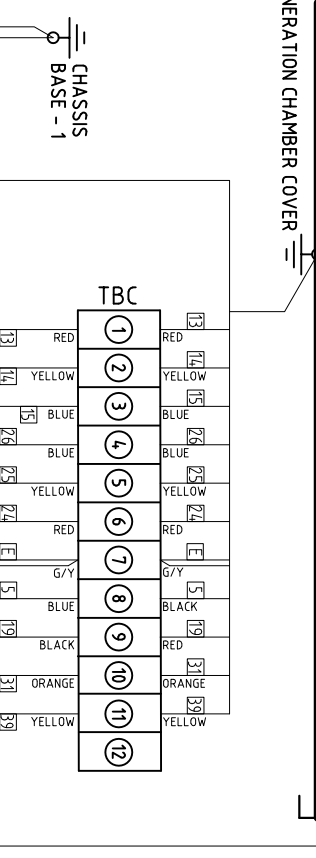 NERATION CHAMBER COVER
CHASSIS
BASE - 1
TBC
13 RED 1 RED 13
14 YELLOW 2 YELLOW 14
15 BLUE 3 BLUE 15
26 BLUE 4 BLUE 26
25 YELLOW 5 YELLOW 25
24 RED 6 RED 24
E G/Y 7 G/Y E
5 BLUE 8 BLACK 5
19 BLACK 9 RED 19
31 ORANGE 10 ORANGE 31
39 YELLOW 11 YELLOW 39
12